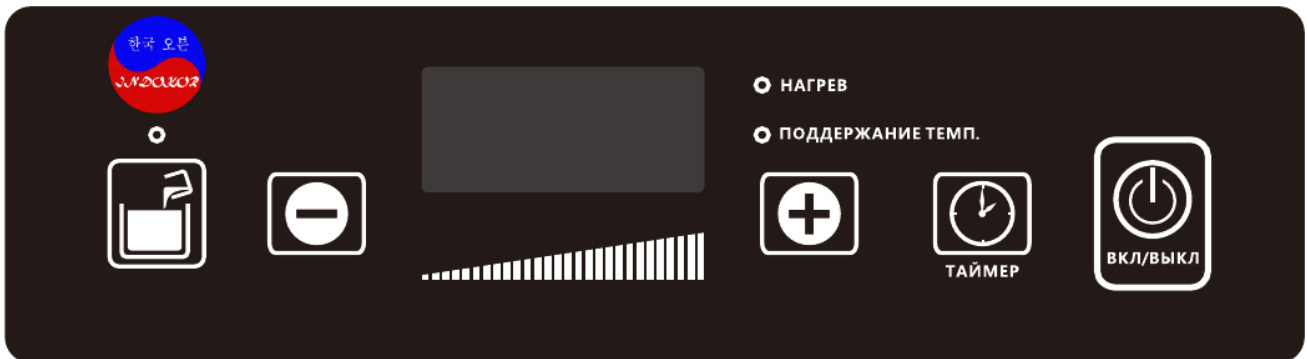 한국 오븐
INDOKOR
НАГРЕВ
ПОДДЕРЖАНИЕ ТЕМП.
ТАЙМЕР
ВКЛ/ВЫКЛ